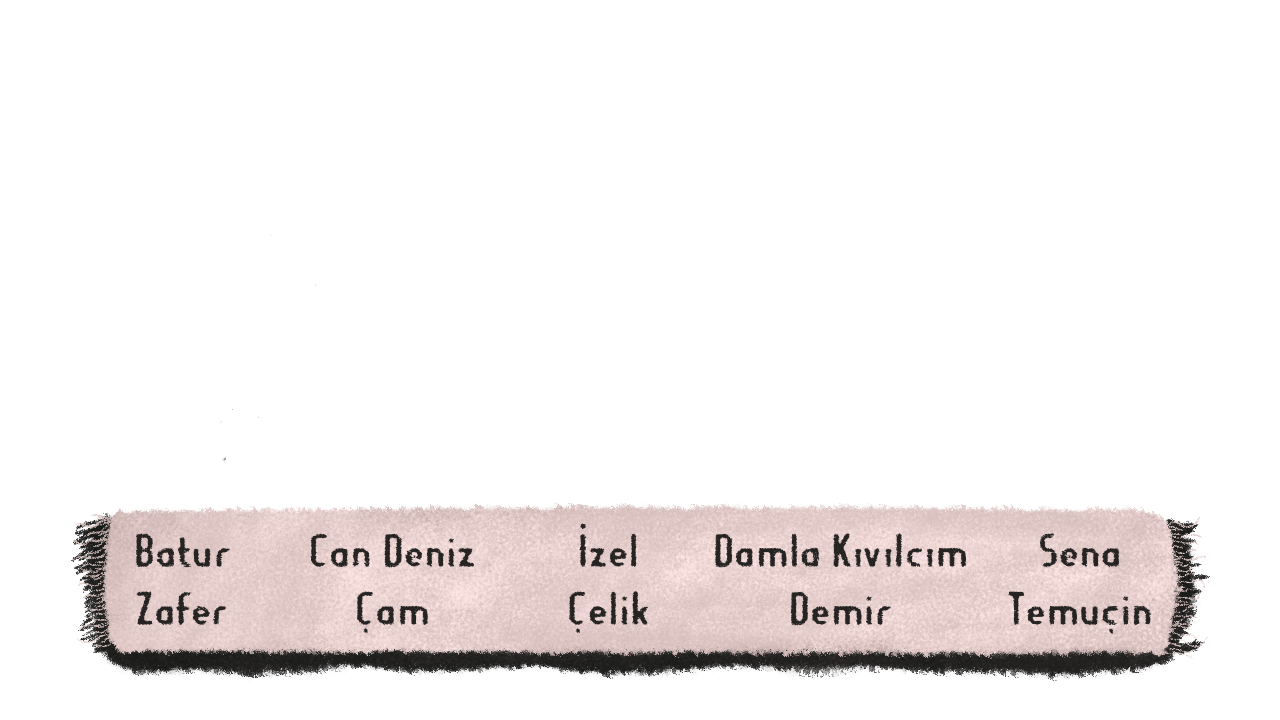 Batur Can Deniz İzel Damla Kıvılcım Sena
Zafer Çam Çelik Demir Temuçin